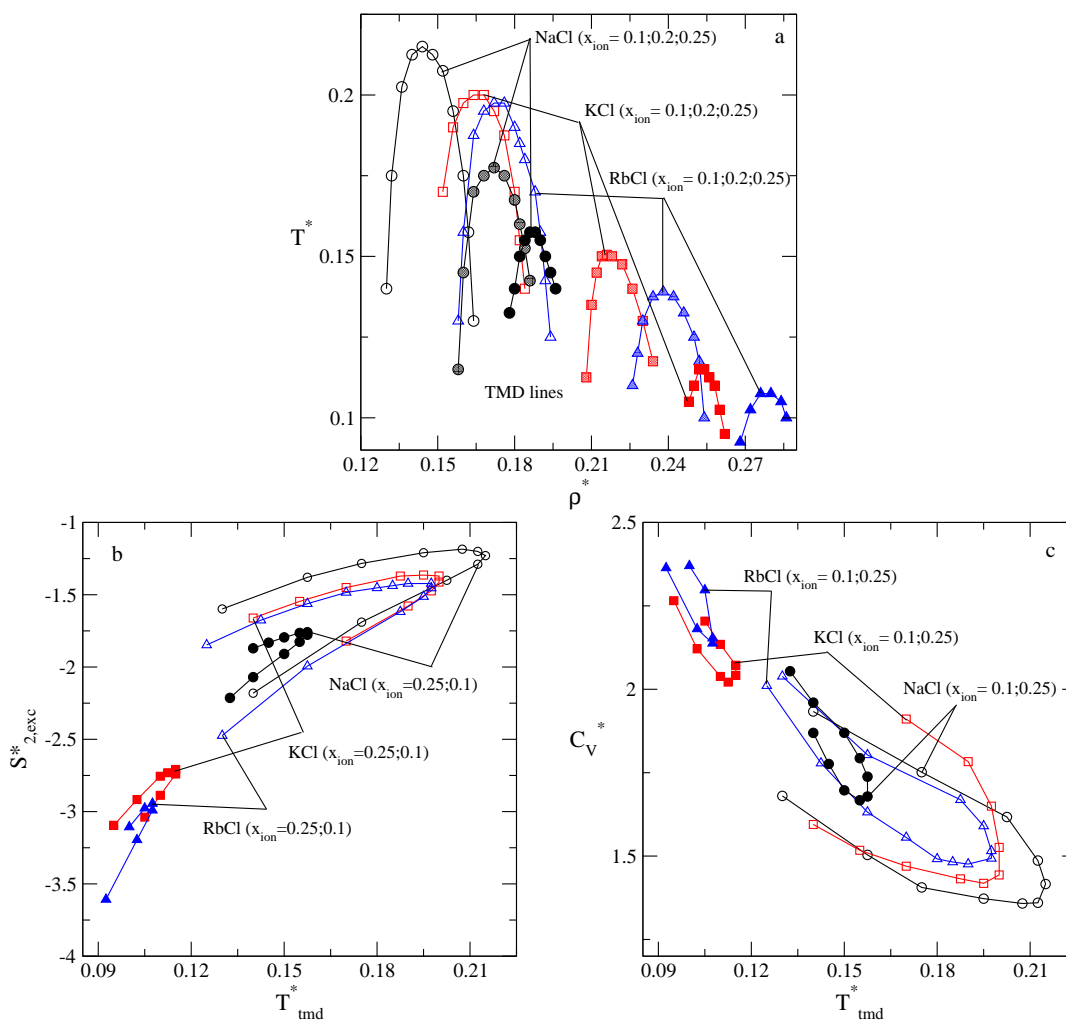 NaCl (x_ion= 0.1;0.2;0.25)
a
0.2
KCl (x_ion= 0.1;0.2;0.25)
RbCl (x_ion= 0.1;0.2;0.25)
T*
0.15
TMD lines
0.1
0.12 0.15 0.18 0.21 0.24 0.27
ρ*
-1
b
-1.5
-2
NaCl (x_ion=0.25;0.1)
S*_2,exc
-2.5
KCl (x_ion=0.25;0.1)
-3
RbCl (x_ion=0.25;0.1)
-3.5
-4
0.09 0.12 0.15 0.18 0.21
T*_tmd
2.5
c
RbCl (x_ion= 0.1;0.25)
KCl (x_ion= 0.1;0.25)
NaCl (x_ion= 0.1;0.25)
2
C_V*
1.5
0.09 0.12 0.15 0.18 0.21
T*_tmd